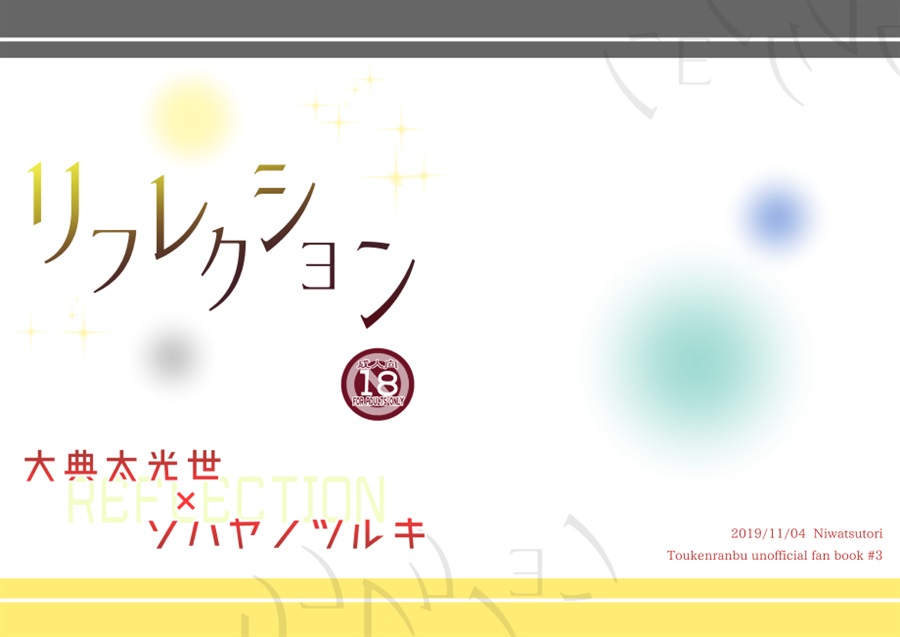 リフレクション
成人向
18
FOR ADULTS ONLY
大典太光世
REFLECTION
×
ソハヤノツルキ
2019/11/04 Niwatsutori
Toukenranbu unofficial fan book #3